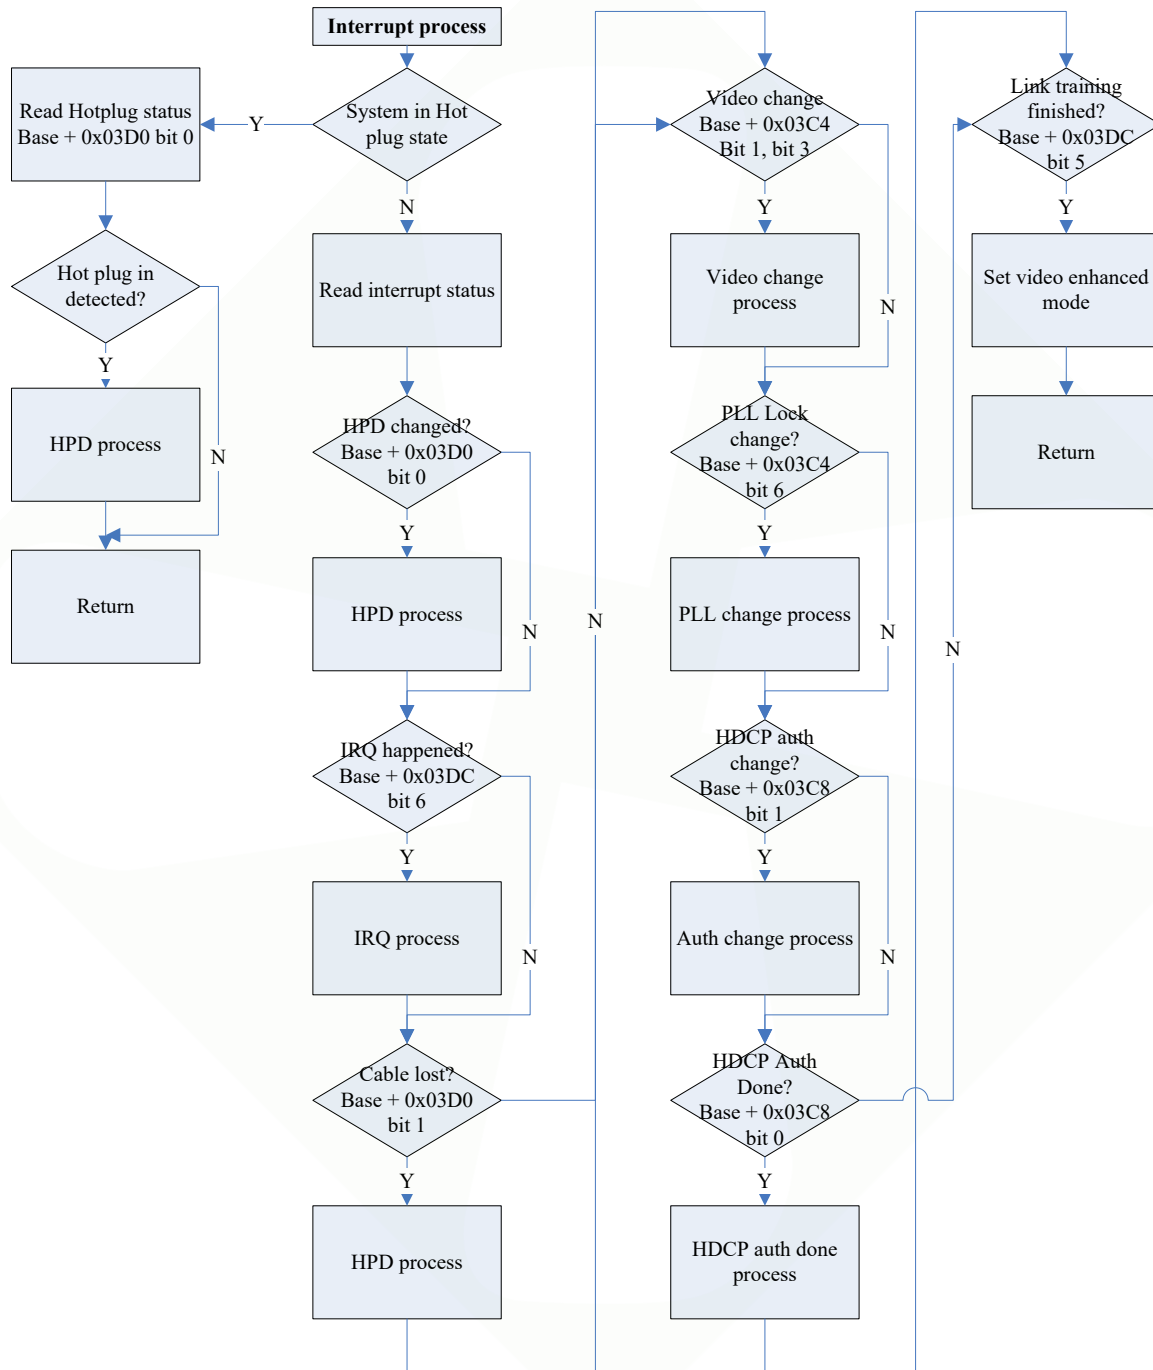 Interrupt process
System in Hot
plug state
Y
Read Hotplug status
Base + 0x03D0 bit 0
Hot plug in
detected?
Y
N
HPD process
Return
N
Read interrupt status
HPD changed?
Base + 0x03D0
bit 0
Y
N
HPD process
IRQ happened?
Base + 0x03DC
bit 6
Y
N
IRQ process
Cable lost?
Base + 0x03D0
bit 1
Y
N
HPD process
Video change
Base + 0x03C4
Bit 1, bit 3
Y
N
Video change
process
PLL Lock
change?
Base + 0x03C4
bit 6
Y
N
PLL change process
HDCP auth
change?
Base + 0x03C8
bit 1
Y
N
Auth change process
HDCP Auth
Done?
Base + 0x03C8
bit 0
Y
N
HDCP auth done
process
Link training
finished?
Base + 0x03DC
bit 5
Y
Set video enhanced
mode
Return